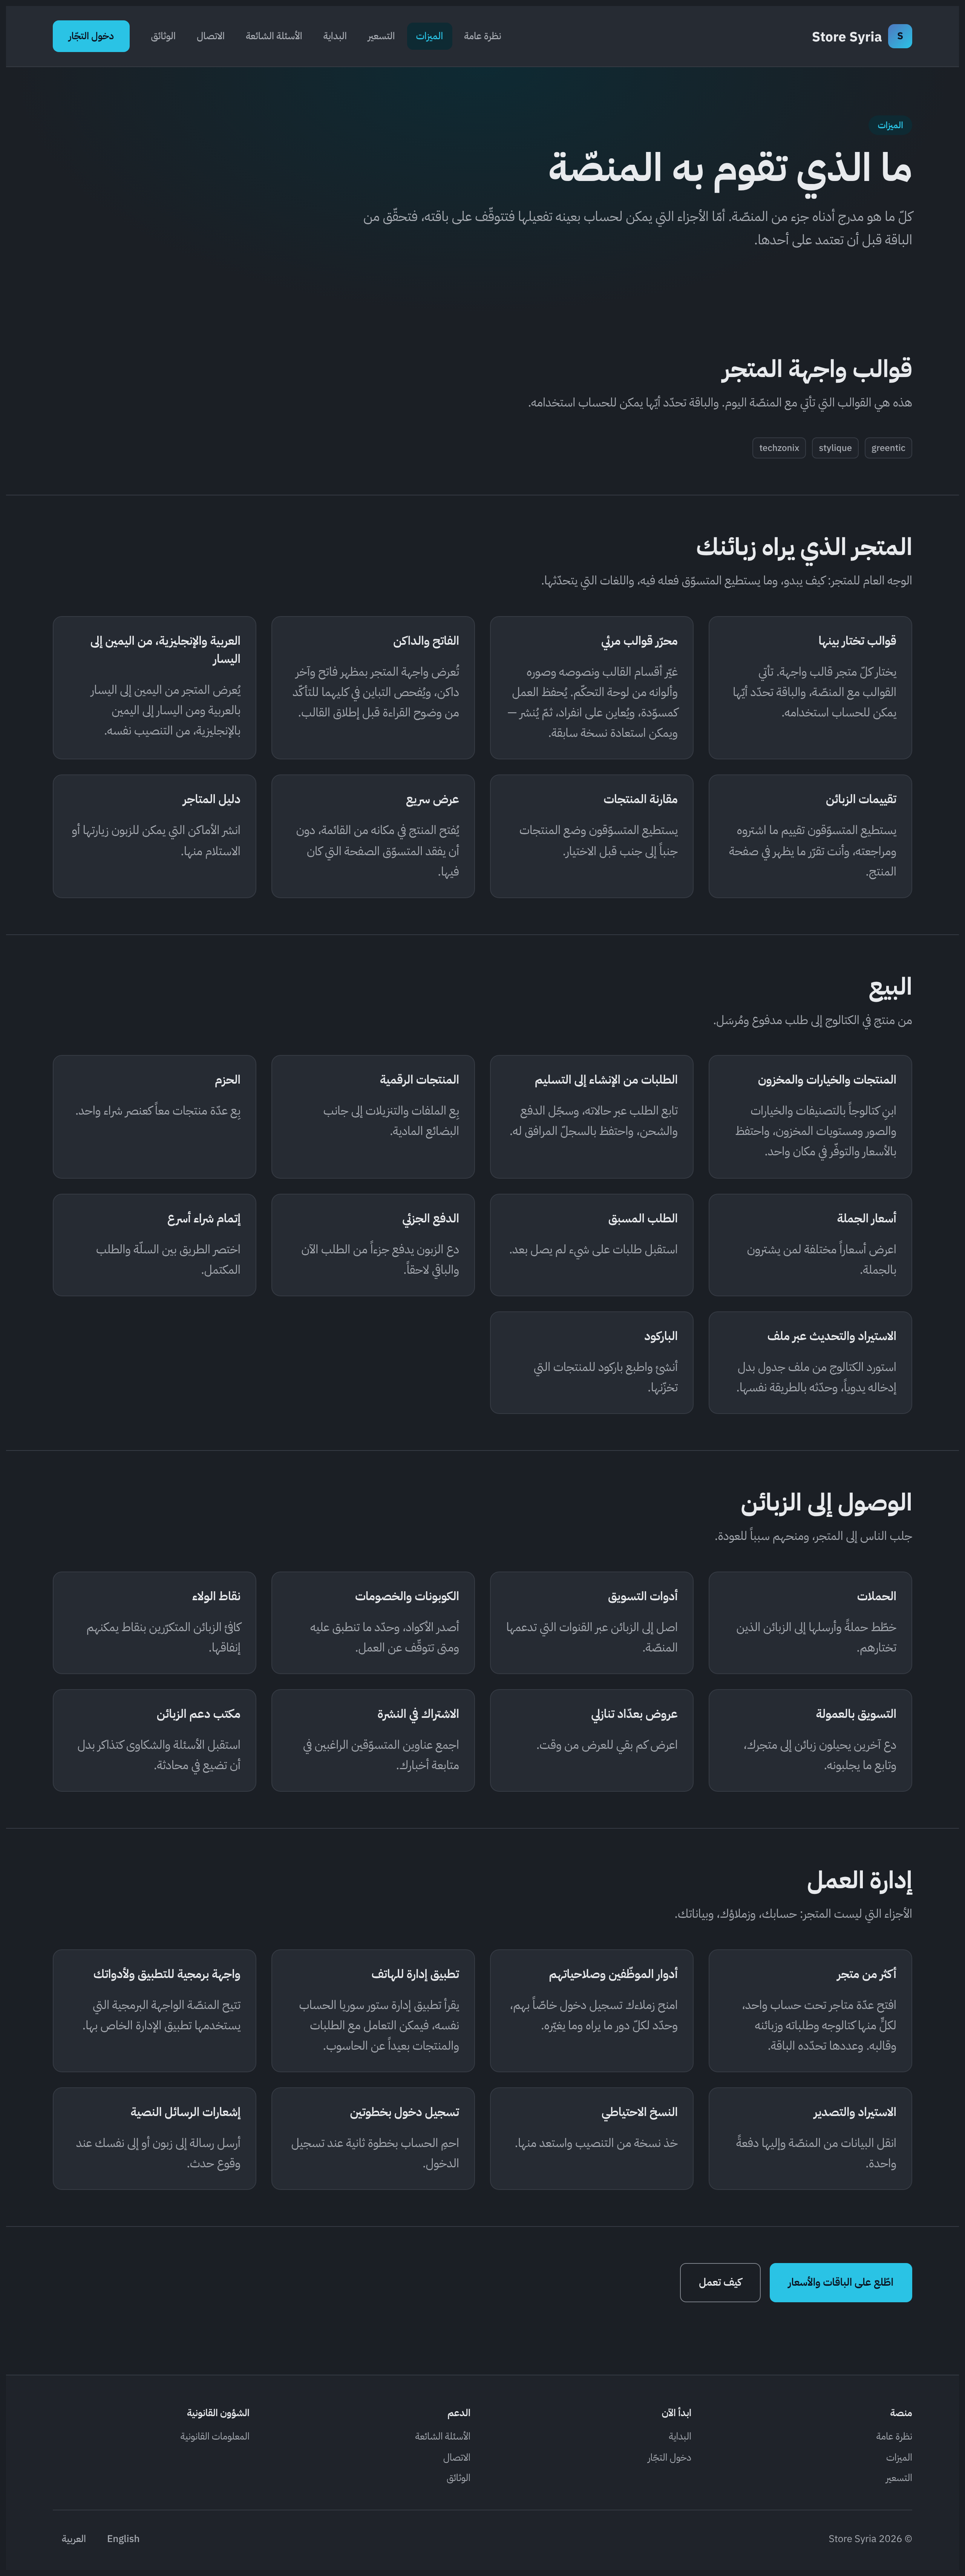 S Store Syria
نظرة عامة
الميزات
التسعير
البداية
الأسئلة الشائعة
الاتصال
الوثائق
دخول التجّار
الميزات
ما الذي تقوم به المنصّة
كلّ ما هو مدرج أدناه جزء من المنصّة. أمّا الأجزاء التي يمكن لحساب بعينه تفعيلها فتتوقّف على باقته، فتحقّق من
الباقة قبل أن تعتمد على أحدها.
قوالب واجهة المتجر
هذه هي القوالب التي تأتي مع المنصّة اليوم. والباقة تحدّد أيّها يمكن للحساب استخدامه.
greentic
stylique
techzonix
المتجر الذي يراه زبائنك
الوجه العام للمتجر: كيف يبدو، وما يستطيع المتسوّق فعله فيه، واللغات التي يتحدّثها.
قوالب تختار بينها
يختار كلّ متجر قالب واجهة. تأتي
القوالب مع المنصّة، والباقة تحدّد أيّها
يمكن للحساب استخدامه.
محرّر قوالب مرئي
غيّر أقسام القالب ونصوصه وصوره
وألوانه من لوحة التحكّم. يُحفظ العمل
كمسوّدة، ويُعاين على انفراد، ثمّ يُنشر —
ويمكن استعادة نسخة سابقة.
الفاتح والداكن
تُعرض واجهة المتجر بمظهر فاتح وآخر
داكن، ويُفحص التباين في كليهما للتأكّد
من وضوح القراءة قبل إطلاق القالب.
العربية والإنجليزية، من اليمين إلى
اليسار
يُعرض المتجر من اليمين إلى اليسار
بالعربية ومن اليسار إلى اليمين
بالإنجليزية، من التنصيب نفسه.
تقييمات الزبائن
يستطيع المتسوّقون تقييم ما اشتروه
ومراجعته، وأنت تقرّر ما يظهر في صفحة
المنتج.
مقارنة المنتجات
يستطيع المتسوّقون وضع المنتجات
جنباً إلى جنب قبل الاختيار.
عرض سريع
يُفتح المنتج في مكانه من القائمة، دون
أن يفقد المتسوّق الصفحة التي كان
فيها.
دليل المتاجر
انشر الأماكن التي يمكن للزبون زيارتها أو
الاستلام منها.
البيع
من منتج في الكتالوج إلى طلب مدفوع ومُرسَل.
المنتجات والخيارات والمخزون
ابنِ كتالوجاً بالتصنيفات والخيارات
والصور ومستويات المخزون، واحتفظ
بالأسعار والتوفّر في مكان واحد.
الطلبات من الإنشاء إلى التسليم
تابع الطلب عبر حالاته، وسجّل الدفع
والشحن، واحتفظ بالسجلّ المرافق له.
المنتجات الرقمية
بِع الملفات والتنزيلات إلى جانب
البضائع المادية.
الحزم
بِع عدّة منتجات معاً كعنصر شراء واحد.
أسعار الجملة
اعرض أسعاراً مختلفة لمن يشترون
بالجملة.
الطلب المسبق
استقبل طلبات على شيء لم يصل بعد.
الدفع الجزئي
دع الزبون يدفع جزءاً من الطلب الآن
والباقي لاحقاً.
إتمام شراء أسرع
اختصر الطريق بين السلّة والطلب
المكتمل.
الاستيراد والتحديث عبر ملف
استورد الكتالوج من ملف جدول بدل
إدخاله يدوياً، وحدّثه بالطريقة نفسها.
الباركود
أنشئ واطبع باركود للمنتجات التي
تخزّنها.
الوصول إلى الزبائن
جلب الناس إلى المتجر، ومنحهم سبباً للعودة.
الحملات
خطّط حملةً وأرسلها إلى الزبائن الذين
تختارهم.
أدوات التسويق
اصل إلى الزبائن عبر القنوات التي تدعمها
المنصّة.
الكوبونات والخصومات
أصدر الأكواد، وحدّد ما تنطبق عليه
ومتى تتوقّف عن العمل.
نقاط الولاء
كافئ الزبائن المتكرّرين بنقاط يمكنهم
إنفاقها.
التسويق بالعمولة
دع آخرين يحيلون زبائن إلى متجرك،
وتابع ما يجلبونه.
عروض بعدّاد تنازلي
اعرض كم بقي للعرض من وقت.
الاشتراك في النشرة
اجمع عناوين المتسوّقين الراغبين في
متابعة أخبارك.
مكتب دعم الزبائن
استقبل الأسئلة والشكاوى كتذاكر بدل
أن تضيع في محادثة.
إدارة العمل
الأجزاء التي ليست المتجر: حسابك، وزملاؤك، وبياناتك.
أكثر من متجر
افتح عدّة متاجر تحت حساب واحد،
لكلٍّ منها كتالوجه وطلباته وزبائنه
وقالبه. وعددها تحدّده الباقة.
أدوار الموظّفين وصلاحياتهم
امنح زملاءك تسجيل دخول خاصّاً بهم،
وحدّد لكلّ دور ما يراه وما يغيّره.
تطبيق إدارة للهاتف
يقرأ تطبيق إدارة ستور سوريا الحساب
نفسه، فيمكن التعامل مع الطلبات
والمنتجات بعيداً عن الحاسوب.
واجهة برمجية للتطبيق ولأدواتك
تتيح المنصّة الواجهة البرمجية التي
يستخدمها تطبيق الإدارة الخاص بها.
الاستيراد والتصدير
انقل البيانات من المنصّة وإليها دفعةً
واحدة.
النسخ الاحتياطي
خذ نسخة من التنصيب واستعد منها.
تسجيل دخول بخطوتين
احمِ الحساب بخطوة ثانية عند تسجيل
الدخول.
إشعارات الرسائل النصية
أرسل رسالة إلى زبون أو إلى نفسك عند
وقوع حدث.
اطّلع على الباقات والأسعار
كيف تعمل
منصة
نظرة عامة
الميزات
التسعير
ابدأ الآن
البداية
دخول التجّار
الدعم
الأسئلة الشائعة
الاتصال
الوثائق
الشؤون القانونية
المعلومات القانونية
© 2026 Store Syria
English
العربية